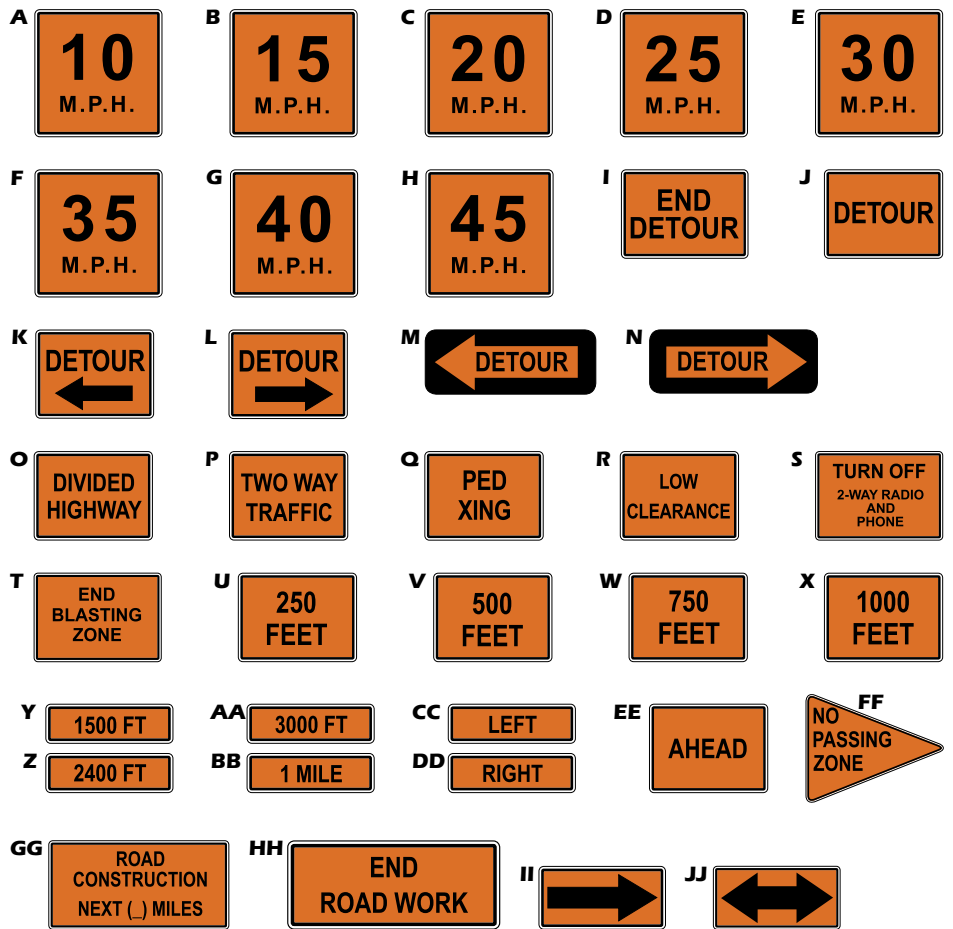 A
10
M.P.H.
B
15
M.P.H.
C
20
M.P.H.
D
25
M.P.H.
E
30
M.P.H.
F
35
M.P.H.
G
40
M.P.H.
H
45
M.P.H.
I
END
DETOUR
J
DETOUR
K
DETOUR
L
DETOUR
M
DETOUR
N
DETOUR
O
DIVIDED
HIGHWAY
P
TWO WAY
TRAFFIC
Q
PED
XING
R
LOW
CLEARANCE
S
TURN OFF
2-WAY RADIO
AND
PHONE
T
END
BLASTING
ZONE
U
250
FEET
V
500
FEET
W
750
FEET
X
1000
FEET
Y
1500 FT
Z
2400 FT
AA
3000 FT
BB
1 MILE
CC
LEFT
DD
RIGHT
EE
AHEAD
FF
NO
PASSING
ZONE
GG
ROAD
CONSTRUCTION
NEXT (_) MILES
HH
END
ROAD WORK
II
JJ